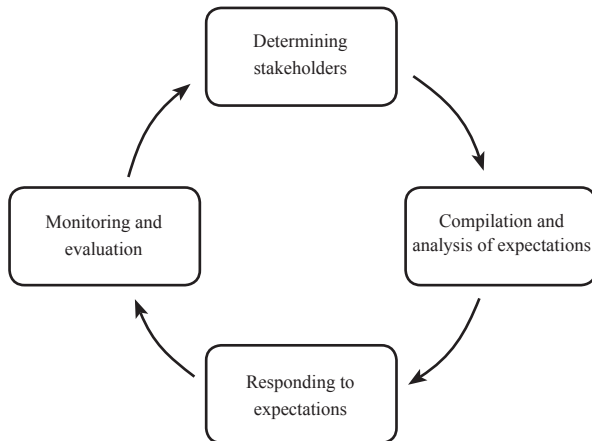 Determining
stakeholders
Compilation and
analysis of expectations
Responding to
expectations
Monitoring and
evaluation